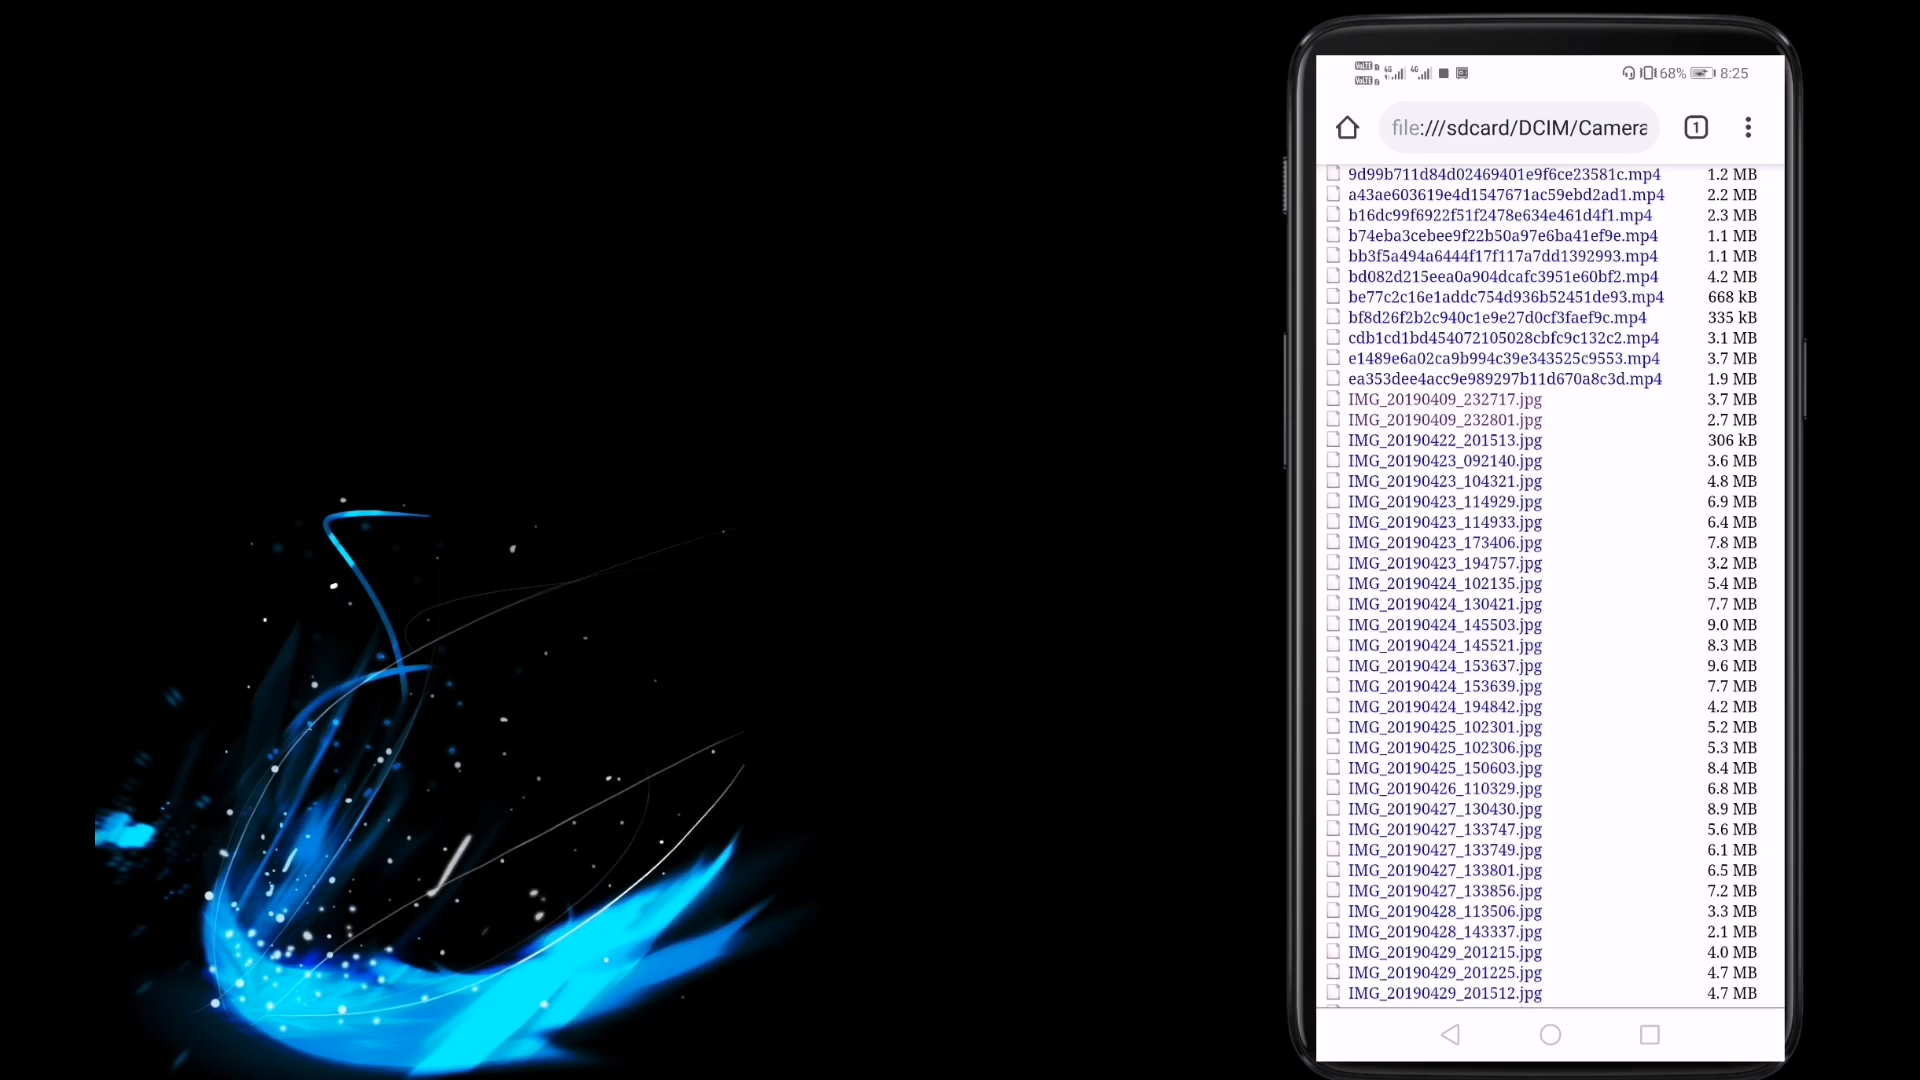 68% 8:25
file:///sdcard/DCIM/Camera 1
9d99b711d84d02469401e9f6ce23581c.mp4 1.2 MB
a43ae603619e4d1547671ac59ebd2ad1.mp4 2.2 MB
b16dc99f6922f51f2478e634e461d4f1.mp4 2.3 MB
b74eba3cebee9f22b50a97e6ba41ef9e.mp4 1.1 MB
bb3f5a494a6444f17f117a7dd1392993.mp4 1.1 MB
bd082d215eea0a904dcafc3951e60bf2.mp4 4.2 MB
be77c2c16e1addc754d936b52451de93.mp4 668 kB
bf8d26f2b2c940c1e9e27d0cf3faef9c.mp4 335 kB
cdb1cd1bd454072105028cbfc9c132c2.mp4 3.1 MB
e1489e6a02ca9b994c39e343525c9553.mp4 3.7 MB
ea353dee4acc9e989297b11d670a8c3d.mp4 1.9 MB
IMG_20190409_232717.jpg 3.7 MB
IMG_20190409_232801.jpg 2.7 MB
IMG_20190422_201513.jpg 306 kB
IMG_20190423_092140.jpg 3.6 MB
IMG_20190423_104321.jpg 4.8 MB
IMG_20190423_114929.jpg 6.9 MB
IMG_20190423_114933.jpg 6.4 MB
IMG_20190423_173406.jpg 7.8 MB
IMG_20190423_194757.jpg 3.2 MB
IMG_20190424_102135.jpg 5.4 MB
IMG_20190424_130421.jpg 7.7 MB
IMG_20190424_145503.jpg 9.0 MB
IMG_20190424_145521.jpg 8.3 MB
IMG_20190424_153637.jpg 9.6 MB
IMG_20190424_153639.jpg 7.7 MB
IMG_20190424_194842.jpg 4.2 MB
IMG_20190425_102301.jpg 5.2 MB
IMG_20190425_102306.jpg 5.3 MB
IMG_20190425_150603.jpg 8.4 MB
IMG_20190426_110329.jpg 6.8 MB
IMG_20190427_130430.jpg 8.9 MB
IMG_20190427_133747.jpg 5.6 MB
IMG_20190427_133749.jpg 6.1 MB
IMG_20190427_133801.jpg 6.5 MB
IMG_20190427_133856.jpg 7.2 MB
IMG_20190428_113506.jpg 3.3 MB
IMG_20190428_143337.jpg 2.1 MB
IMG_20190429_201215.jpg 4.0 MB
IMG_20190429_201225.jpg 4.7 MB
IMG_20190429_201512.jpg 4.7 MB